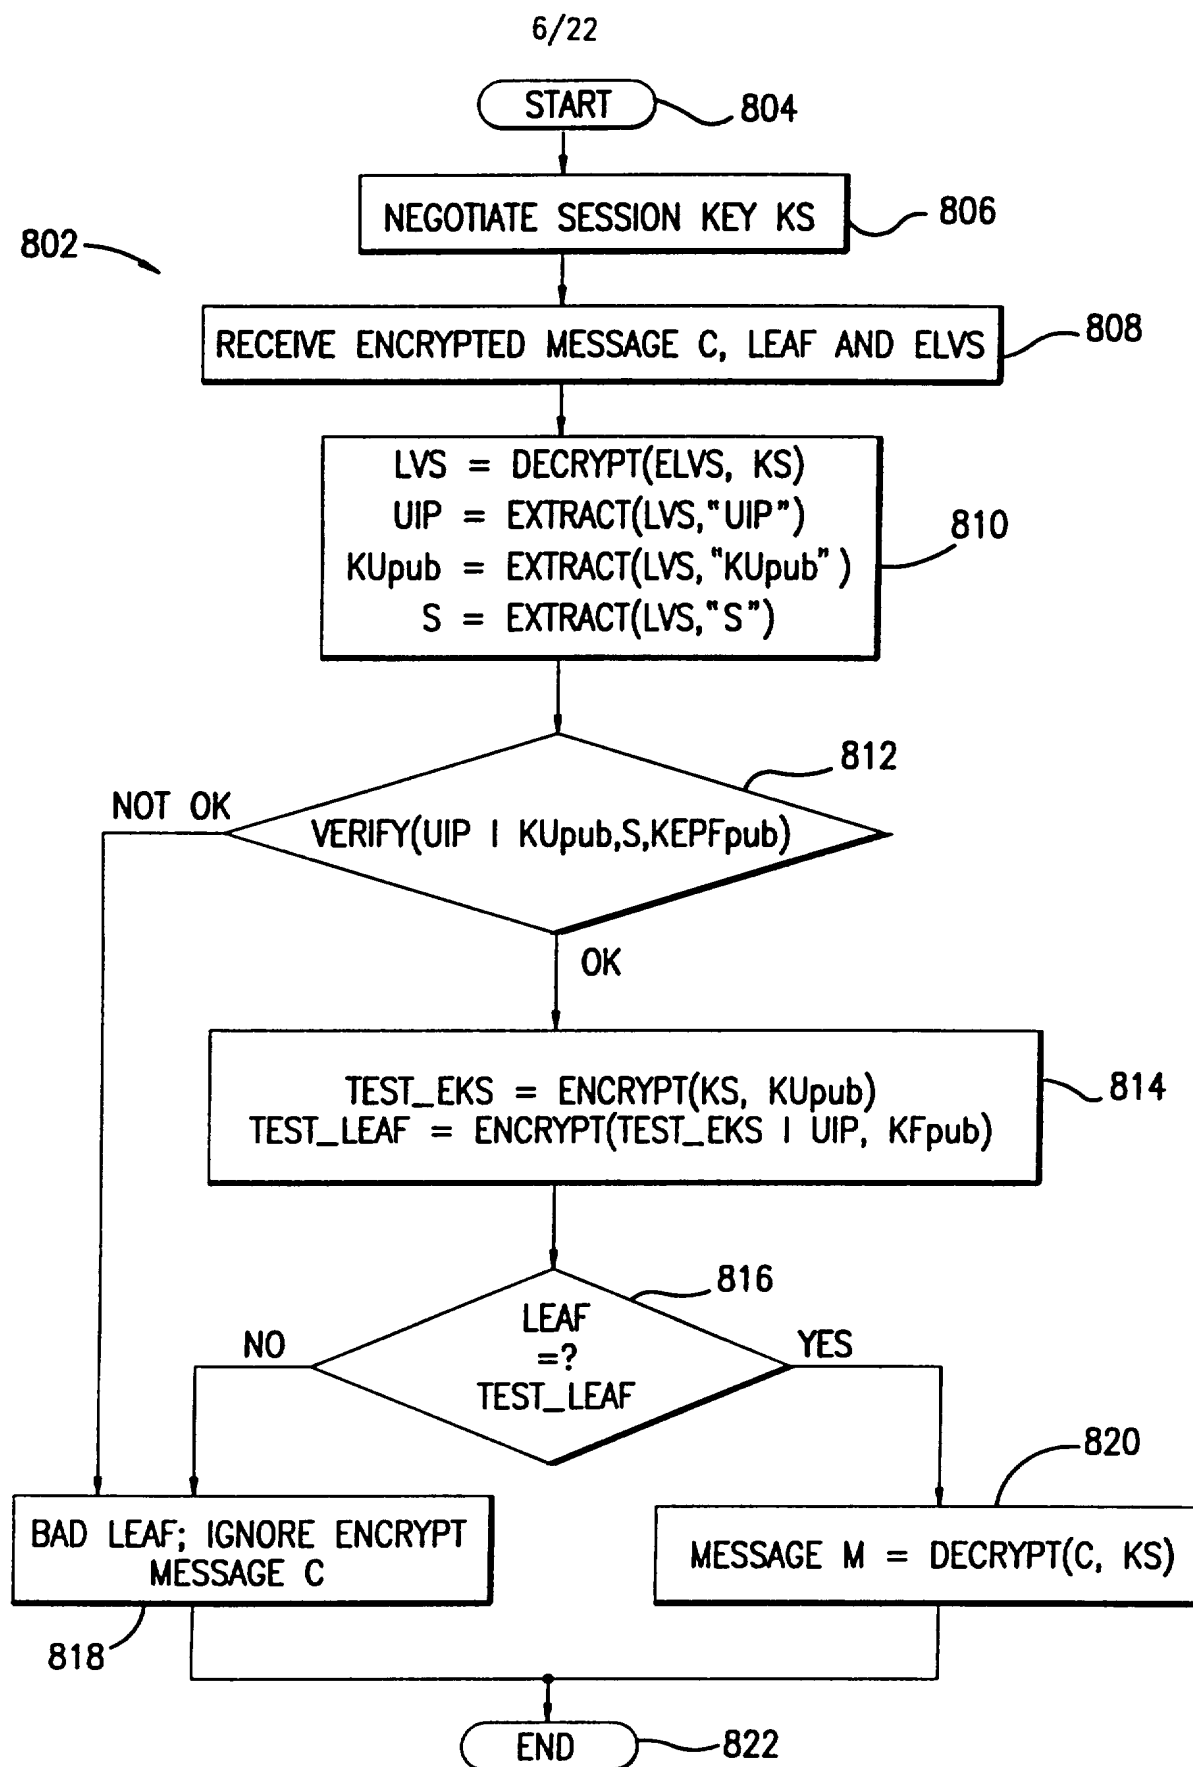 6/22
START
804
NEGOTIATE SESSION KEY KS
806
802
RECEIVE ENCRYPTED MESSAGE C, LEAF AND ELVS
808
LVS = DECRYPT(ELVS, KS)
UIP = EXTRACT(LVS,"UIP")
KUpub = EXTRACT(LVS,"KUpub")
S = EXTRACT(LVS,"S")
810
812
NOT OK
VERIFY(UIP | KUpub,S,KEPFpub)
OK
TEST_EKS = ENCRYPT(KS, KUpub)
TEST_LEAF = ENCRYPT(TEST_EKS | UIP, KFpub)
814
816
LEAF
=?
TEST_LEAF
NO
YES
820
BAD LEAF; IGNORE ENCRYPT
MESSAGE C
MESSAGE M = DECRYPT(C, KS)
818
END
822